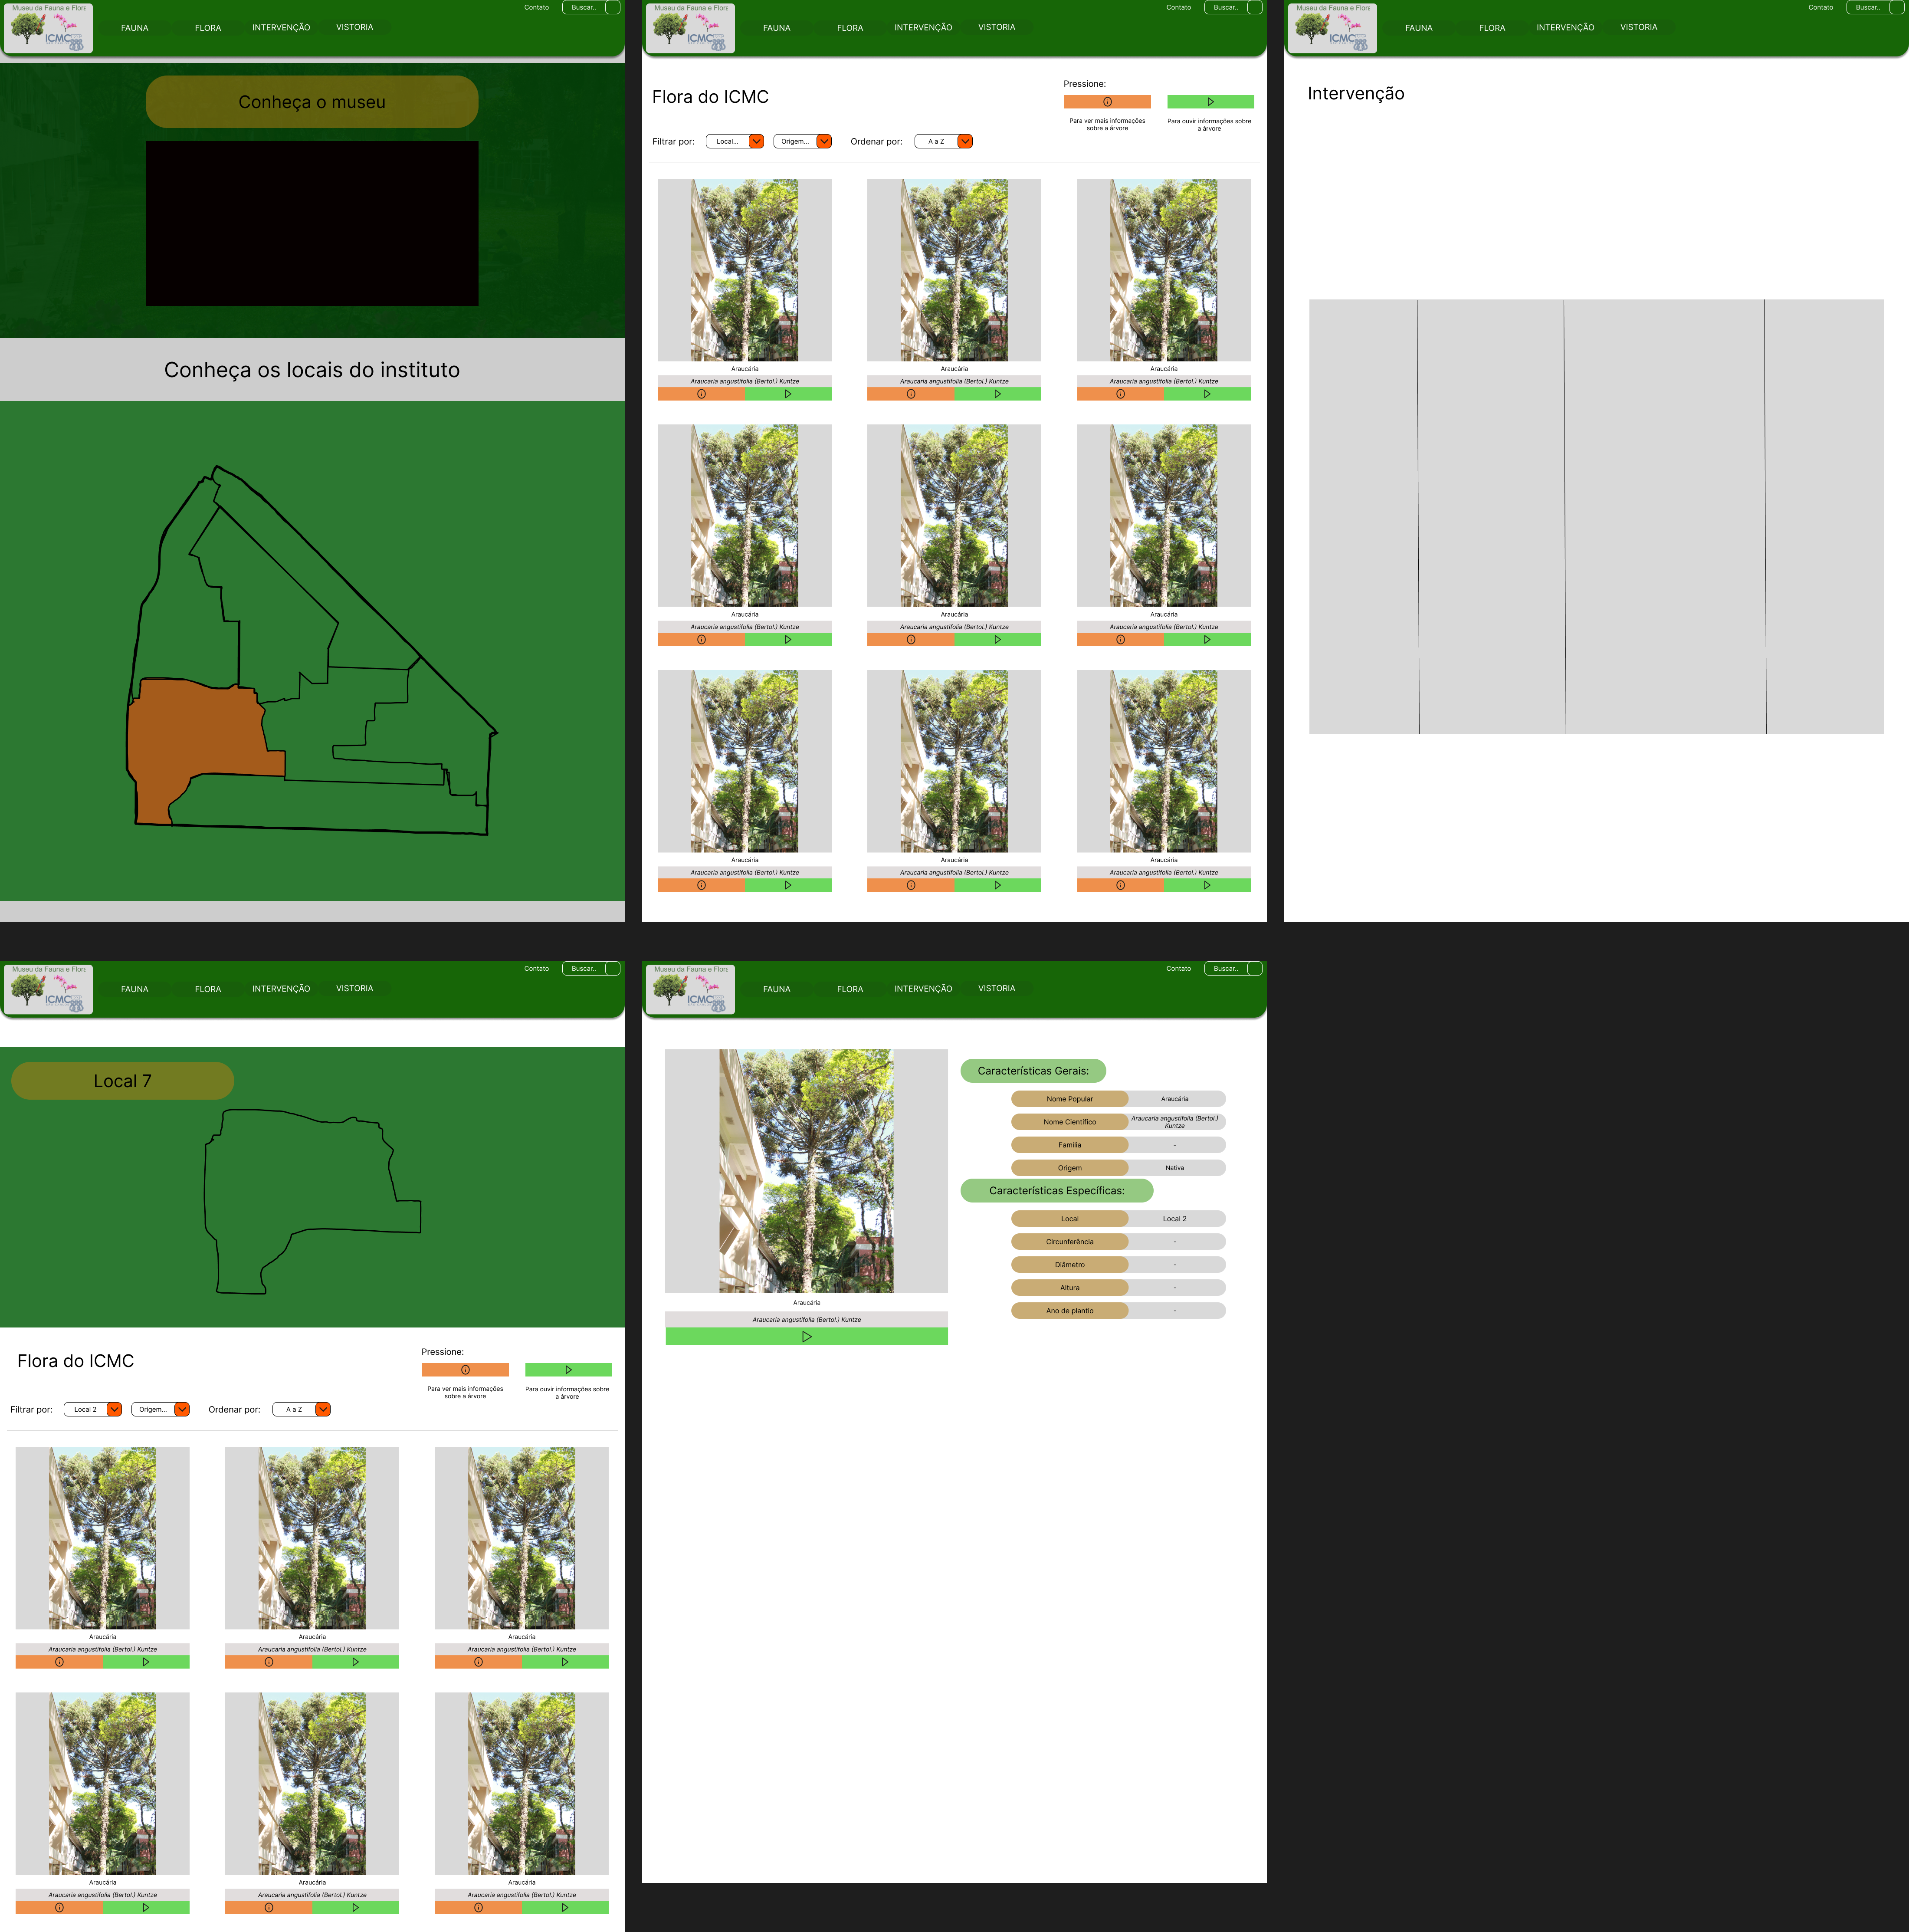 Museu da Fauna e Flora
ICMC
FAUNA
FLORA
INTERVENÇÃO
VISTORIA
Contato
Buscar..
Conheça o museu
Conheça os locais do instituto
Museu da Fauna e Flora
ICMC
FAUNA
FLORA
INTERVENÇÃO
VISTORIA
Contato
Buscar..
Flora do ICMC
Pressione:
Para ver mais informações
sobre a árvore
Para ouvir informações sobre
a árvore
Filtrar por:
Local...
Origem...
Ordenar por:
A a Z
Araucária
Araucária
Araucária
Araucaria angustifolia (Bertol.) Kuntze
Araucaria angustifolia (Bertol.) Kuntze
Araucaria angustifolia (Bertol.) Kuntze
Araucária
Araucária
Araucária
Araucaria angustifolia (Bertol.) Kuntze
Araucaria angustifolia (Bertol.) Kuntze
Araucaria angustifolia (Bertol.) Kuntze
Araucária
Araucária
Araucária
Araucaria angustifolia (Bertol.) Kuntze
Araucaria angustifolia (Bertol.) Kuntze
Araucaria angustifolia (Bertol.) Kuntze
Museu da Fauna e Flora
ICMC
FAUNA
FLORA
INTERVENÇÃO
VISTORIA
Contato
Buscar..
Intervenção
Museu da Fauna e Flora
ICMC
FAUNA
FLORA
INTERVENÇÃO
VISTORIA
Contato
Buscar..
Local 7
Flora do ICMC
Pressione:
Para ver mais informações
sobre a árvore
Para ouvir informações sobre
a árvore
Filtrar por:
Local 2
Origem...
Ordenar por:
A a Z
Araucária
Araucária
Araucária
Araucaria angustifolia (Bertol.) Kuntze
Araucaria angustifolia (Bertol.) Kuntze
Araucaria angustifolia (Bertol.) Kuntze
Araucária
Araucária
Araucária
Araucaria angustifolia (Bertol.) Kuntze
Araucaria angustifolia (Bertol.) Kuntze
Araucaria angustifolia (Bertol.) Kuntze
Museu da Fauna e Flora
ICMC
FAUNA
FLORA
INTERVENÇÃO
VISTORIA
Contato
Buscar..
Araucária
Araucaria angustifolia (Bertol.) Kuntze
Características Gerais:
Nome Popular
Araucária
Nome Científico
Araucaria angustifolia (Bertol.)
Kuntze
Família
-
Origem
Nativa
Características Específicas:
Local
Local 2
Circunferência
-
Diâmetro
-
Altura
-
Ano de plantio
-